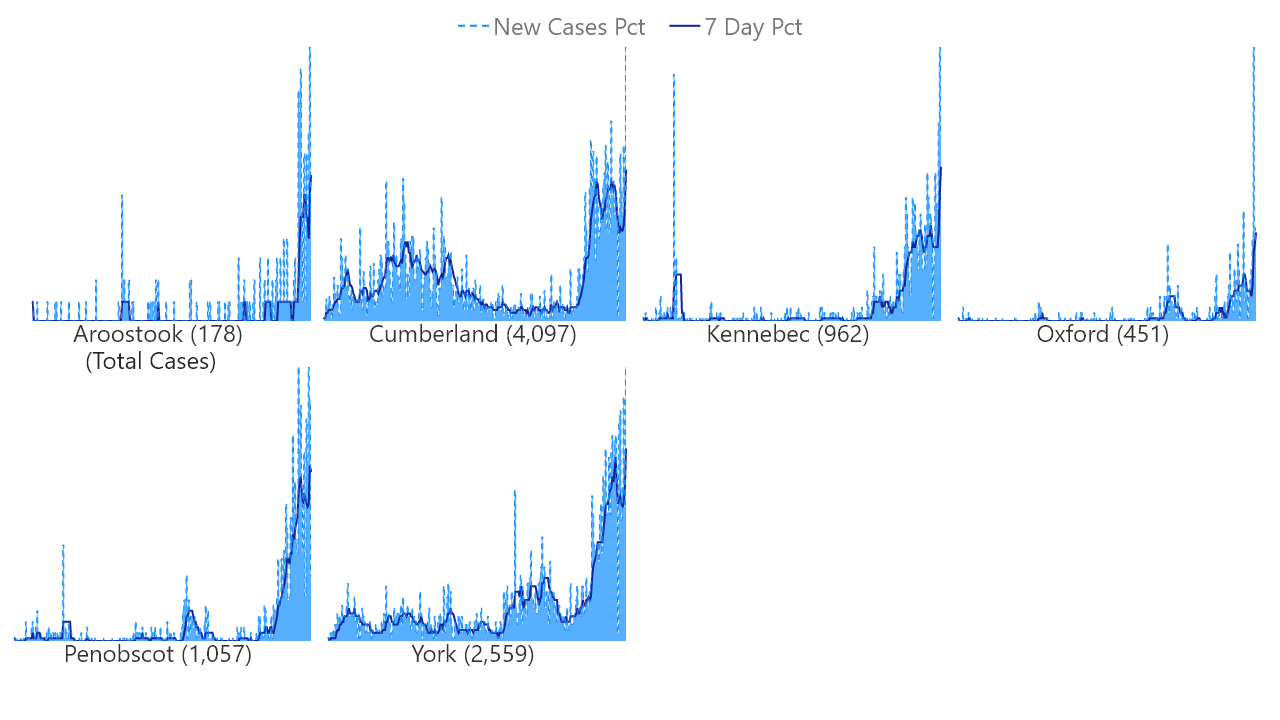 New Cases Pct 7 Day Pct
Aroostook (178)
(Total Cases)
Cumberland (4,097)
Kennebec (962)
Oxford (451)
Penobscot (1,057)
York (2,559)